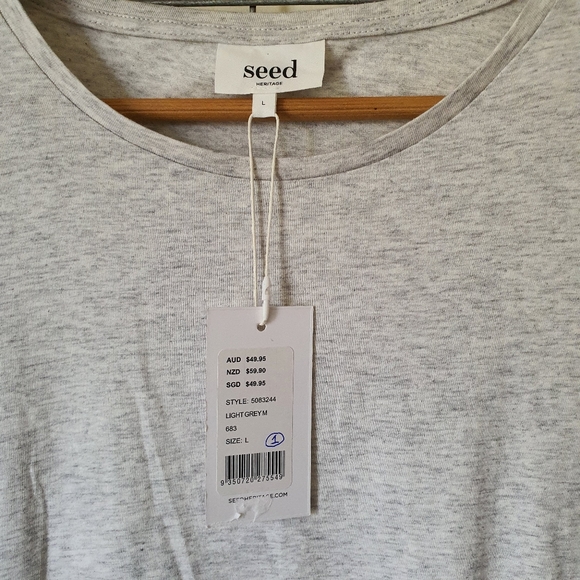 seed
HERITAGE
L
AUD $49.95
NZD $59.90
SGD $49.95
STYLE: 5083244
LIGHT GREY M
683
SIZE: L
1
9 350720 275549
SEEDHERITAGE.COM